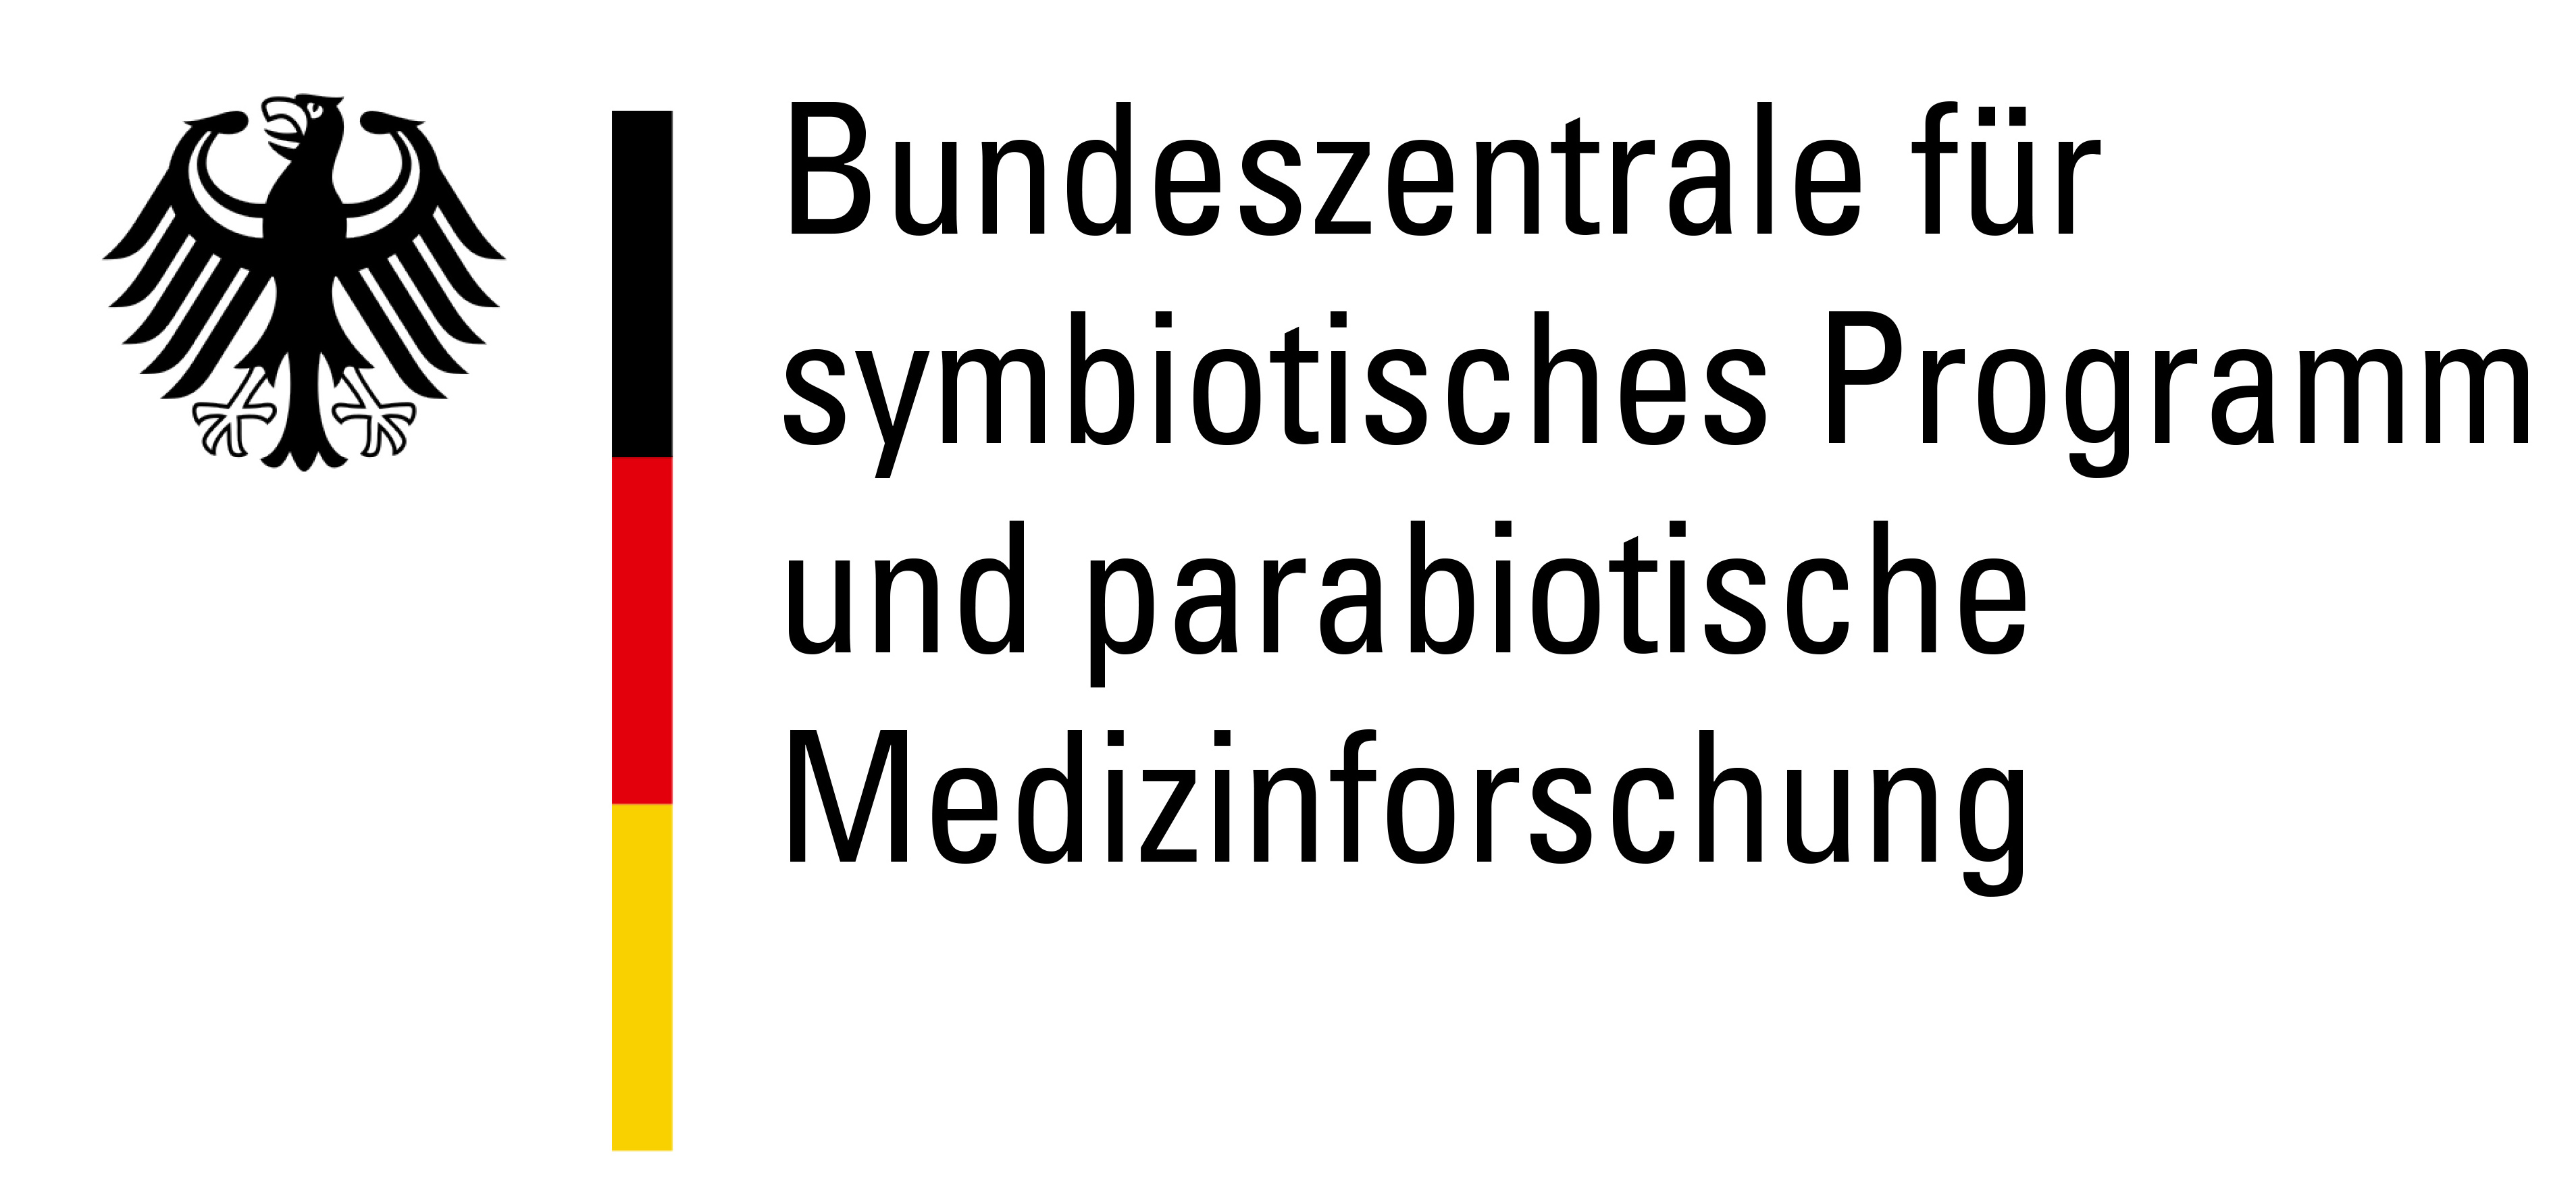 Bundeszentrale für
symbiotisches Programm
und parabiotische
Medizinforschung